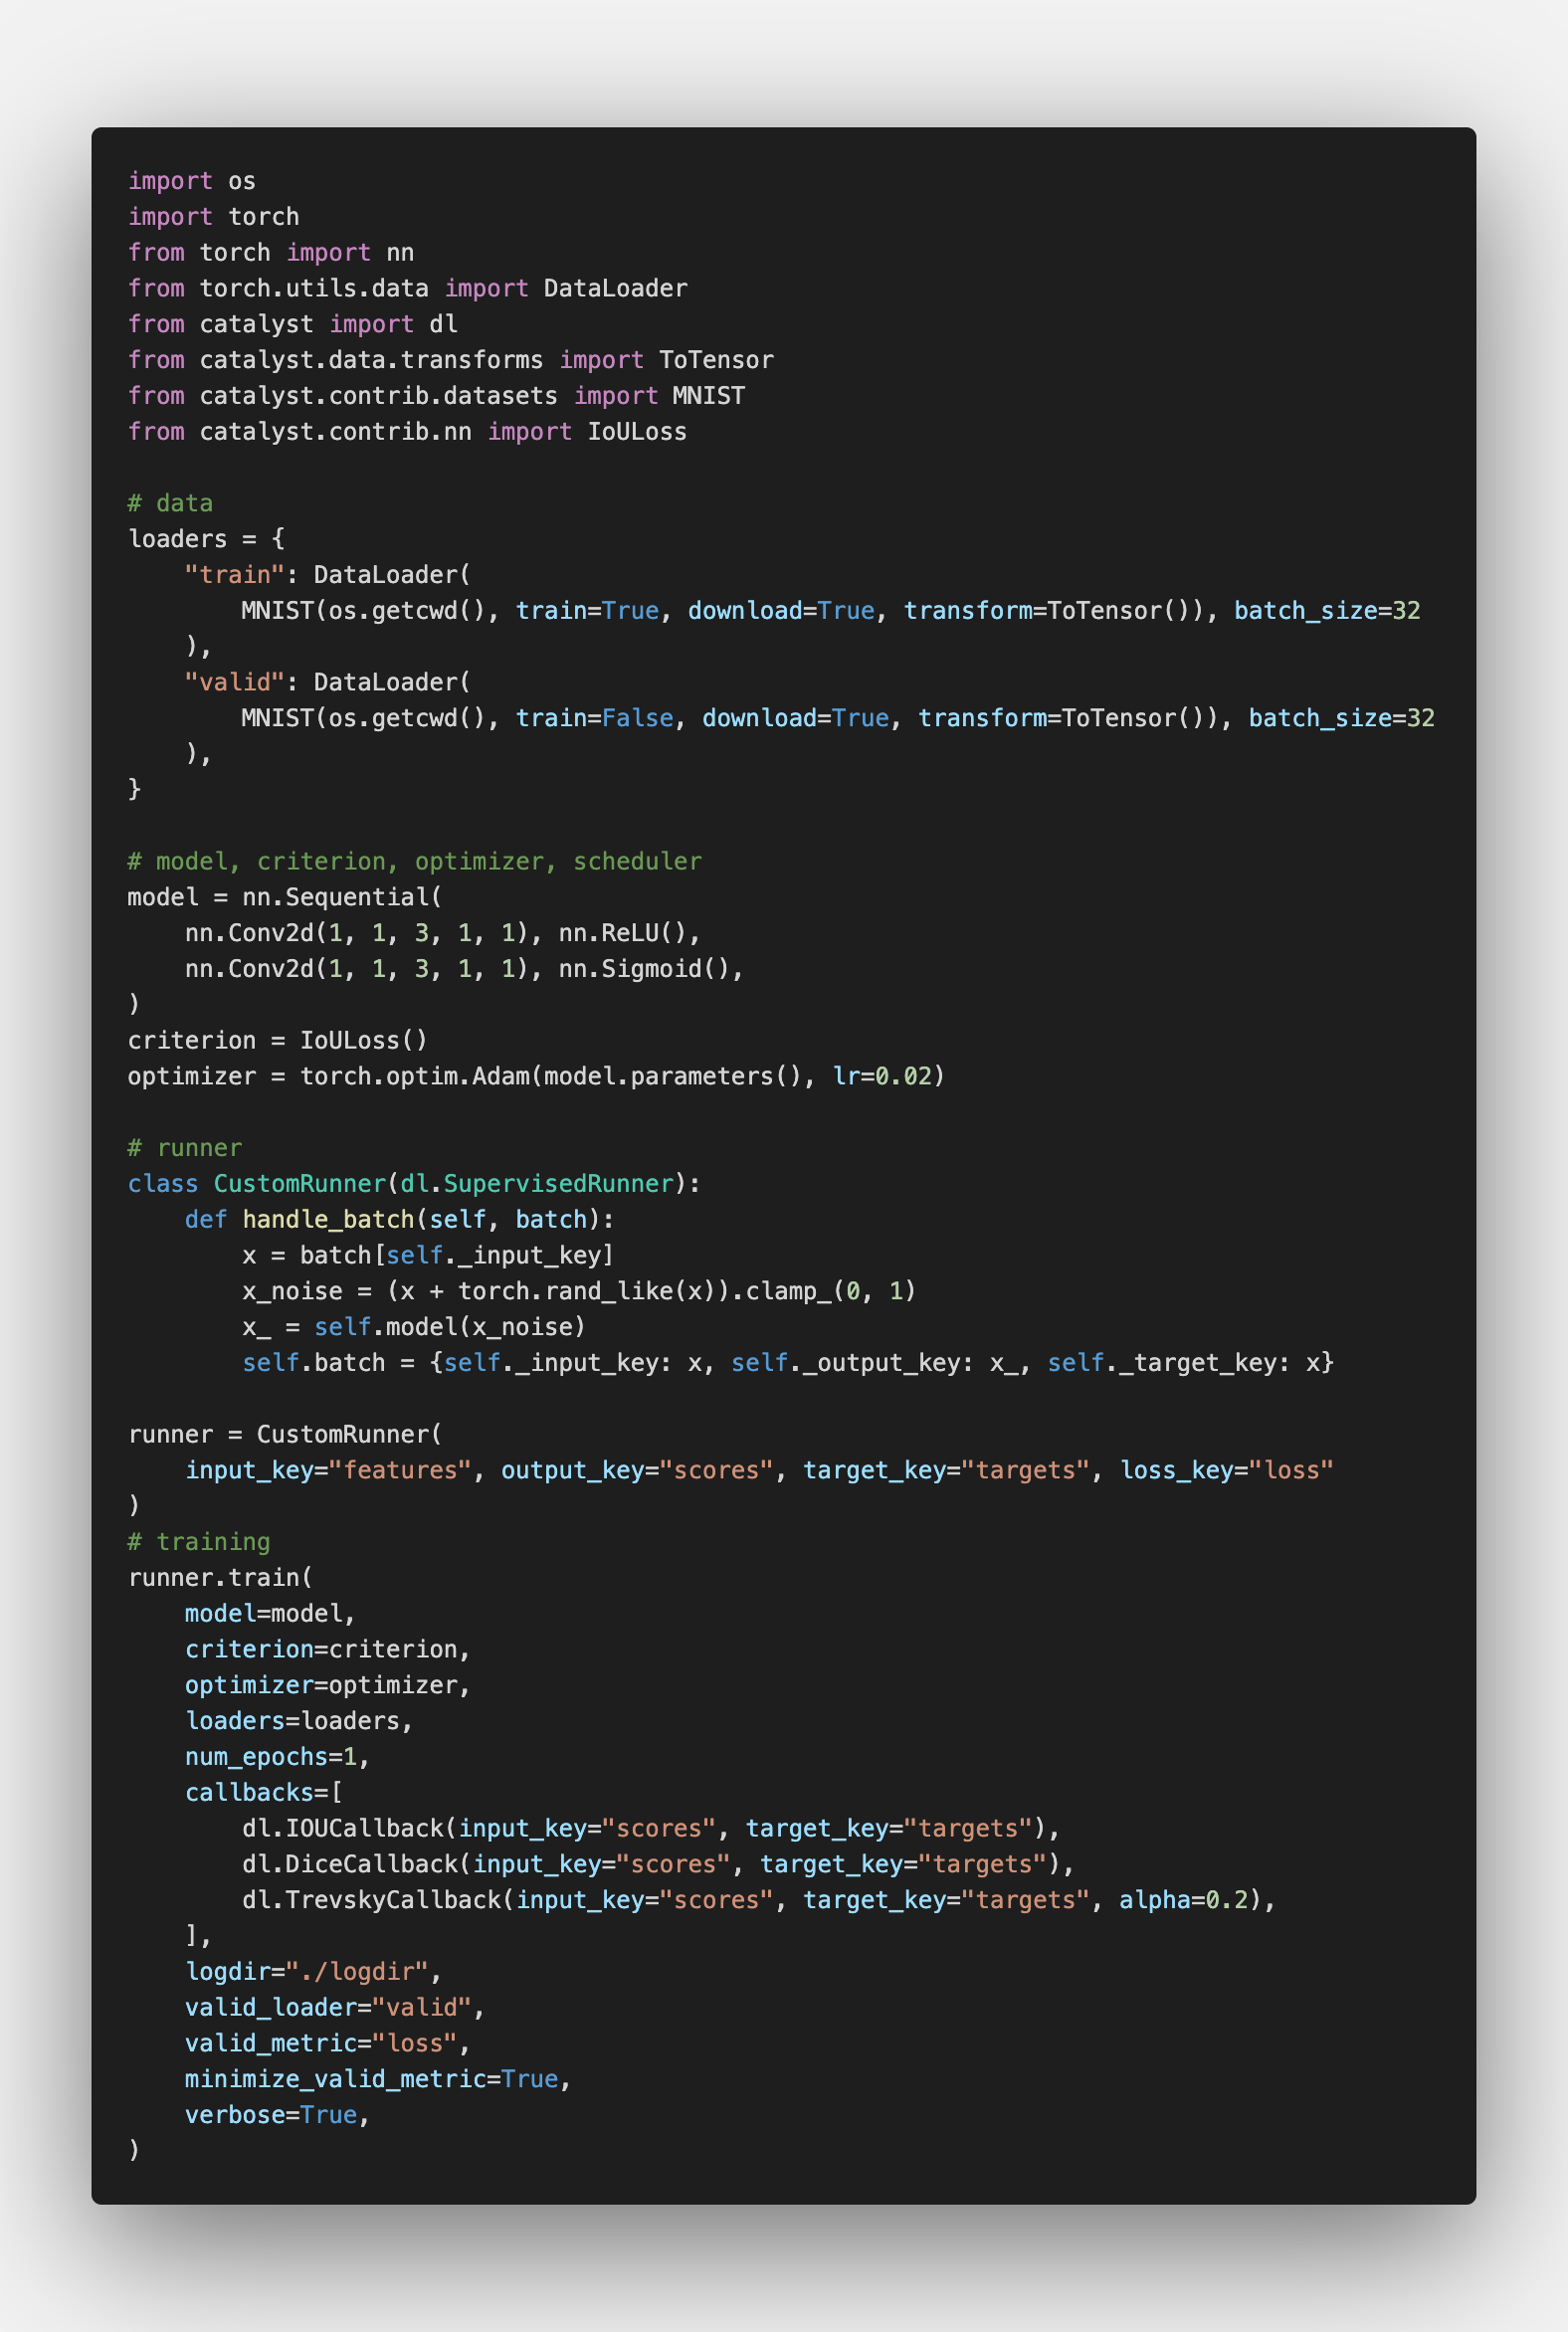 import os
import torch
from torch import nn
from torch.utils.data import DataLoader
from catalyst import dl
from catalyst.data.transforms import ToTensor
from catalyst.contrib.datasets import MNIST
from catalyst.contrib.nn import IoULoss

# data
loaders = {
    "train": DataLoader(
        MNIST(os.getcwd(), train=True, download=True, transform=ToTensor()), batch_size=32
    ),
    "valid": DataLoader(
        MNIST(os.getcwd(), train=False, download=True, transform=ToTensor()), batch_size=32
    ),
}

# model, criterion, optimizer, scheduler
model = nn.Sequential(
    nn.Conv2d(1, 1, 3, 1, 1), nn.ReLU(),
    nn.Conv2d(1, 1, 3, 1, 1), nn.Sigmoid(),
)
criterion = IoULoss()
optimizer = torch.optim.Adam(model.parameters(), lr=0.02)

# runner
class CustomRunner(dl.SupervisedRunner):
    def handle_batch(self, batch):
        x = batch[self._input_key]
        x_noise = (x + torch.rand_like(x)).clamp_(0, 1)
        x_ = self.model(x_noise)
        self.batch = {self._input_key: x, self._output_key: x_, self._target_key: x}

runner = CustomRunner(
    input_key="features", output_key="scores", target_key="targets", loss_key="loss"
)
# training
runner.train(
    model=model,
    criterion=criterion,
    optimizer=optimizer,
    loaders=loaders,
    num_epochs=1,
    callbacks=[
        dl.IOUCallback(input_key="scores", target_key="targets"),
        dl.DiceCallback(input_key="scores", target_key="targets"),
        dl.TrevskyCallback(input_key="scores", target_key="targets", alpha=0.2),
    ],
    logdir="./logdir",
    valid_loader="valid",
    valid_metric="loss",
    minimize_valid_metric=True,
    verbose=True,
)